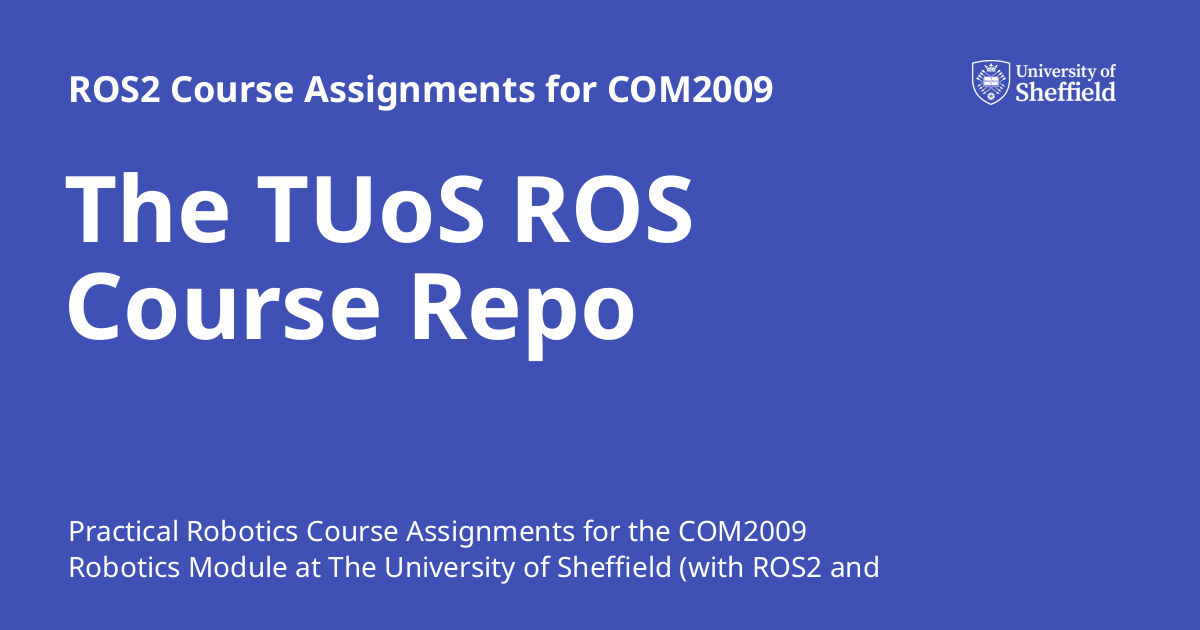 ROS2 Course Assignments for COM2009
University of
Sheffield
The TUoS ROS
Course Repo
Practical Robotics Course Assignments for the COM2009
Robotics Module at The University of Sheffield (with ROS2 and